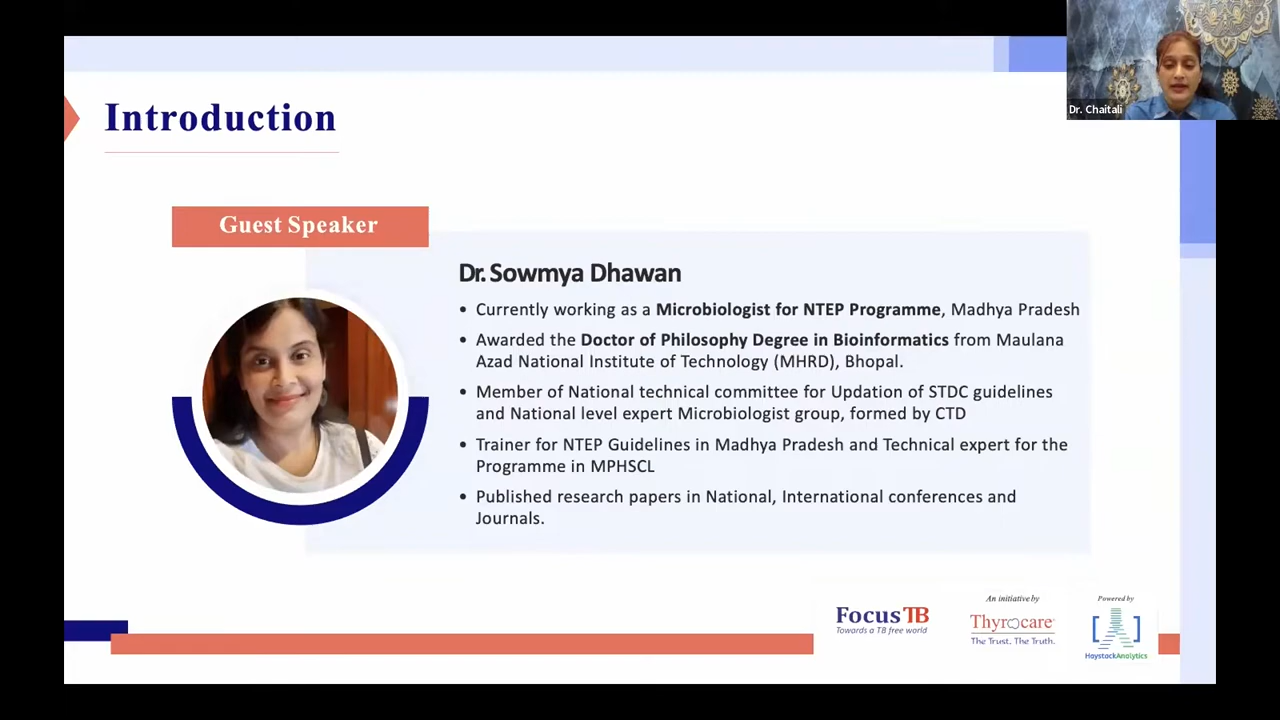 Introduction
Dr. Chaitali
Guest Speaker
Dr. Sowmya Dhawan
• Currently working as a Microbiologist for NTEP Programme, Madhya Pradesh
• Awarded the Doctor of Philosophy Degree in Bioinformatics from Maulana
Azad National Institute of Technology (MHRD), Bhopal.
• Member of National technical committee for Updation of STDC guidelines
and National level expert Microbiologist group, formed by CTD
• Trainer for NTEP Guidelines in Madhya Pradesh and Technical expert for the
Programme in MPHSCL
• Published research papers in National, International conferences and
Journals.
Focus TB
Towards a TB free world
An initiative by
Thyrocare
The Trust. The Truth.
Powered by
HaystackAnalytics